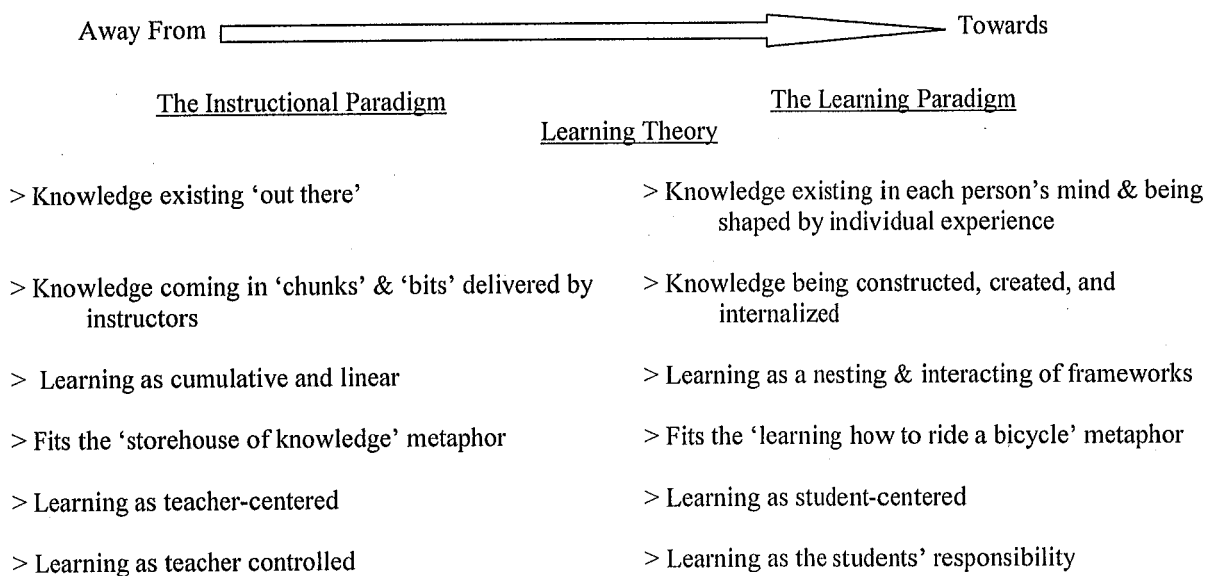 Away From Towards
The Instructional Paradigm The Learning Paradigm
Learning Theory
> Knowledge existing ‘out there’ > Knowledge existing in each person’s mind & being
shaped by individual experience
> Knowledge coming in ‘chunks’ & ‘bits’ delivered by > Knowledge being constructed, created, and
instructors internalized
> Learning as cumulative and linear > Learning as a nesting & interacting of frameworks
> Fits the ‘storehouse of knowledge’ metaphor > Fits the ‘learning how to ride a bicycle’ metaphor
> Learning as teacher-centered > Learning as student-centered
> Learning as teacher controlled > Learning as the students’ responsibility